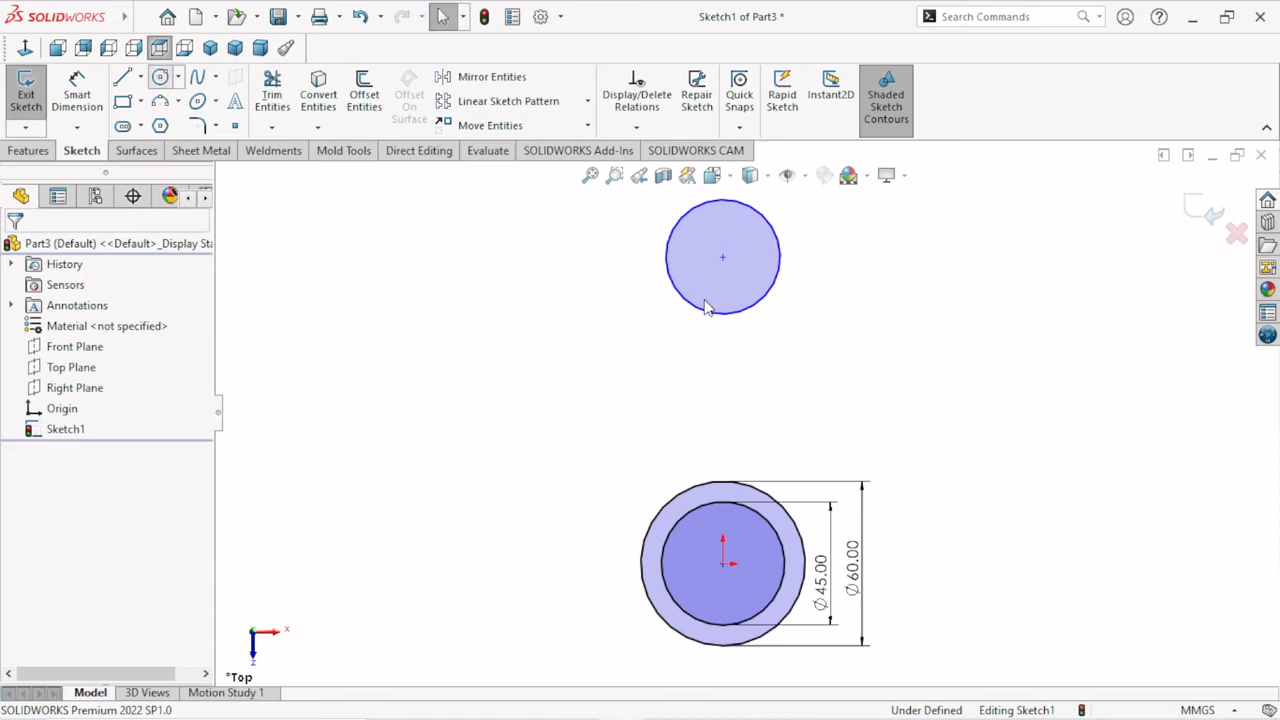 SOLIDWORKS
Sketch1 of Part3 *
Search Commands
Exit Sketch
Smart Dimension
Trim Entities
Convert Entities
Offset Entities
Offset On Surface
Mirror Entities
Linear Sketch Pattern
Move Entities
Display/Delete Relations
Repair Sketch
Quick Snaps
Rapid Sketch
Instant2D
Shaded Sketch Contours
Features
Sketch
Surfaces
Sheet Metal
Weldments
Mold Tools
Direct Editing
Evaluate
SOLIDWORKS Add-Ins
SOLIDWORKS CAM
Part3 (Default) <<Default>_Display Sta
History
Sensors
Annotations
Material <not specified>
Front Plane
Top Plane
Right Plane
Origin
Sketch1
∅45.00
∅60.00
x
z
*Top
Model
3D Views
Motion Study 1
SOLIDWORKS Premium 2022 SP1.0
Under Defined
Editing Sketch1
MMGS